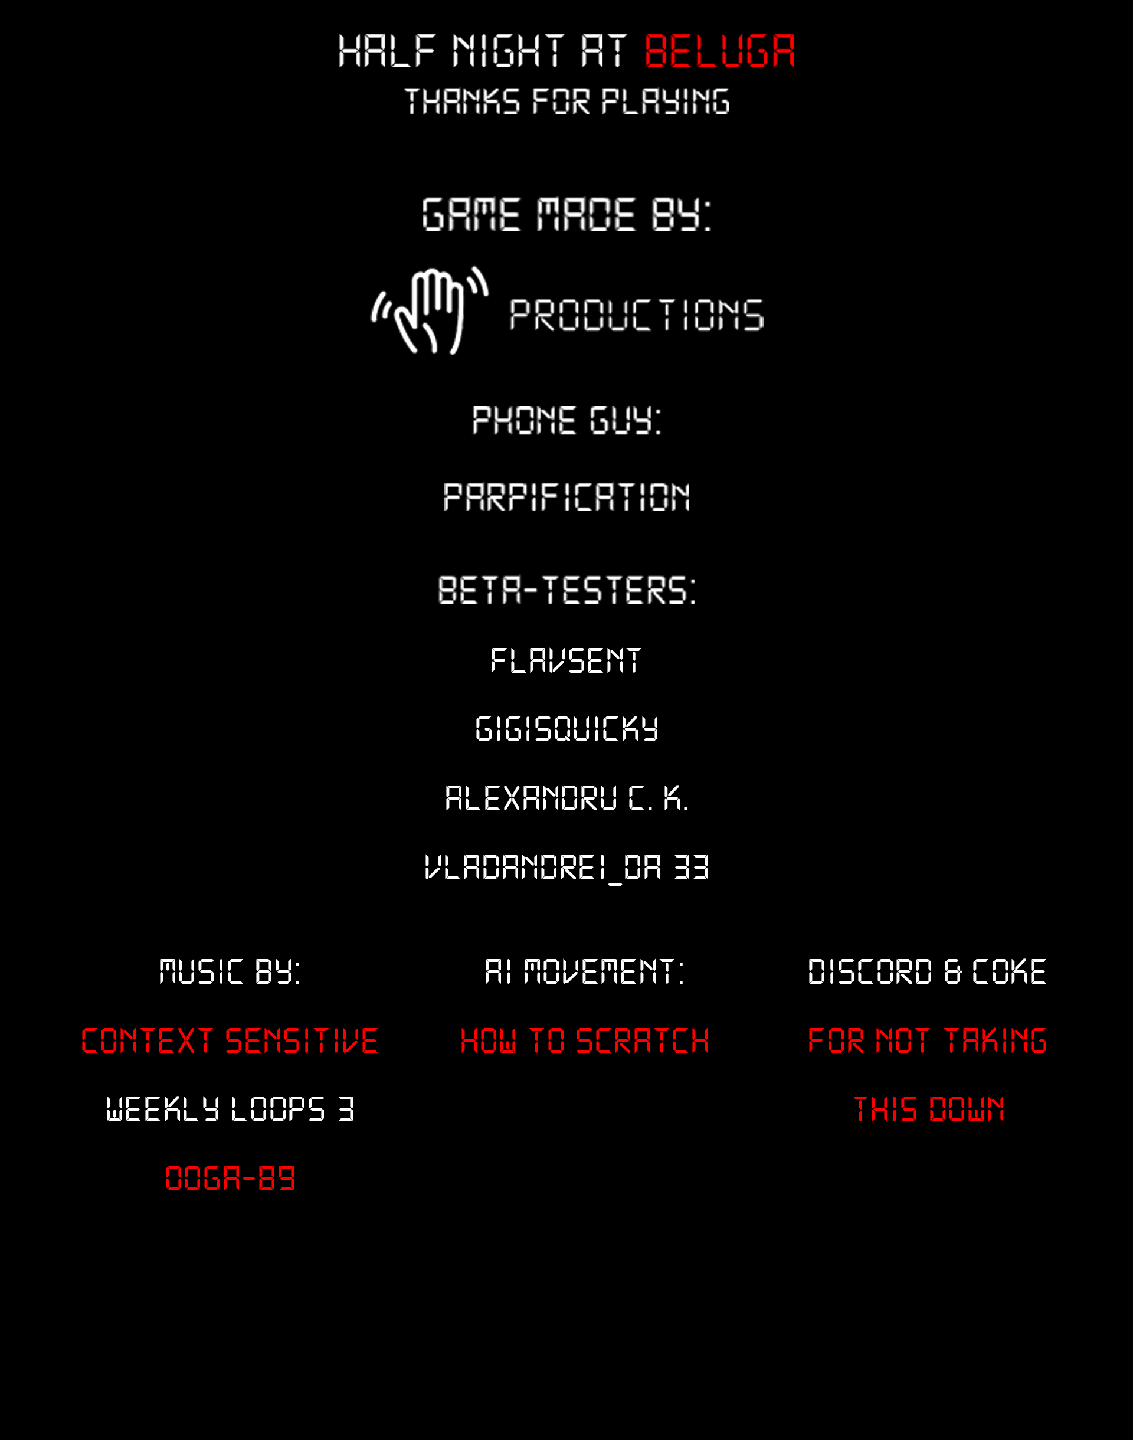 HALF NIGHT AT BELUGA
THANKS FOR PLAYING
GAME MADE BY:
PRODUCTIONS
PHONE GUY:
PARPIFICATION
BETA-TESTERS:
FLAVSENT
GIGISQUICKY
ALEXANDRU C. K.
VLADANDREI_DA 33
MUSIC BY:
CONTEXT SENSITIVE
WEEKLY LOOPS 3
OOGA-89
AI MOVEMENT:
HOW TO SCRATCH
DISCORD & COKE
FOR NOT TAKING
THIS DOWN